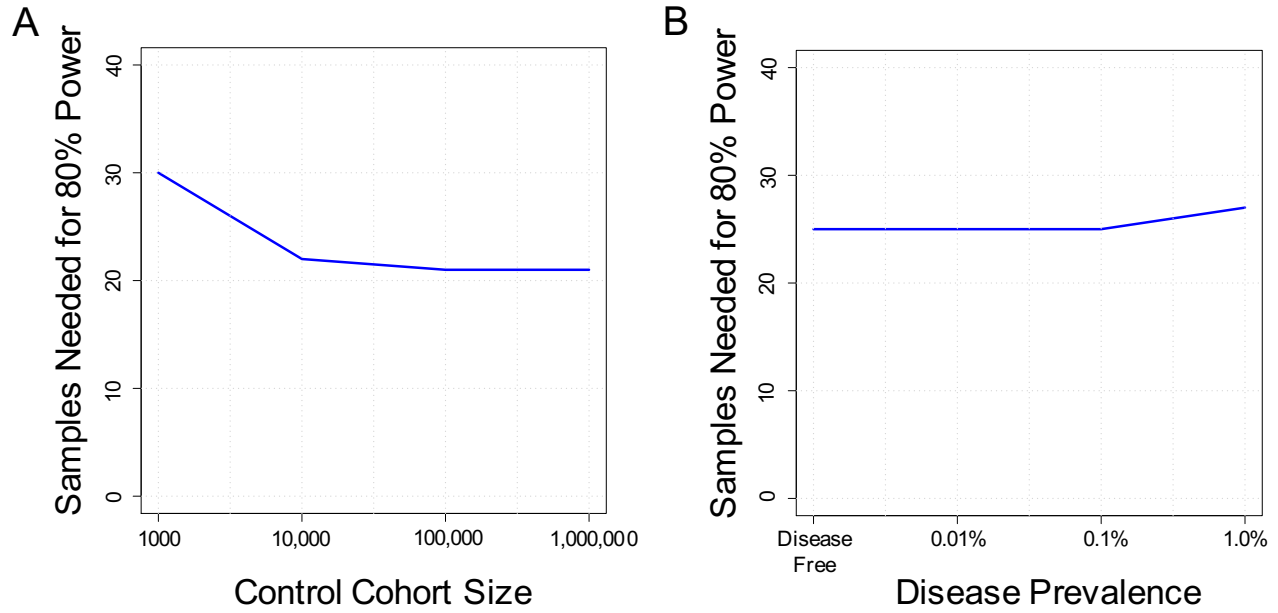 A
Samples Needed for 80% Power
40
30
20
10
0
1000 10,000 100,000 1,000,000
Control Cohort Size
B
Samples Needed for 80% Power
40
30
20
10
0
Disease Free 0.01% 0.1% 1.0%
Disease Prevalence